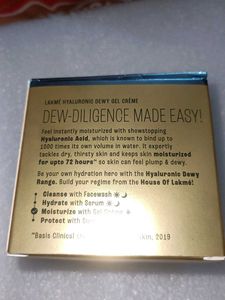 LAKMÉ HYALURONIC DEWY GEL CRÈME
DEW-DILIGENCE MADE EASY!
Feel instantly moisturized with showstopping
Hyaluronic Acid, which is known to bind up to
1000 times its own volume in water. It expertly
tackles dry, thirsty skin and keeps skin moisturized
for upto 72 hours* to skin can feel plump & dewy.
Be your own hydration hero with the Hyaluronic Dewy
Range. Build your regime from the House Of Lakmé!
Cleanse with Facewash
Hydrate with Serum
Moisturize with Gel Crème
Protect with
*Basis Clinical skin, 2019